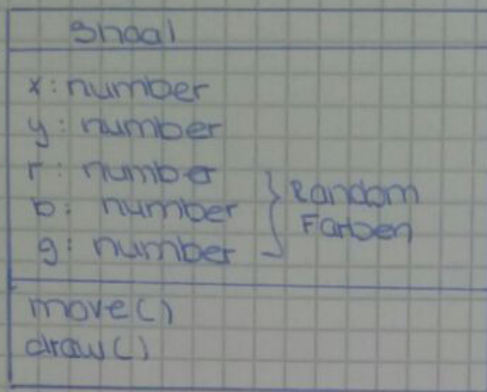 Shoal
x: number
y: number
r: number
b: number
g: number
Random
Farben
move()
draw()